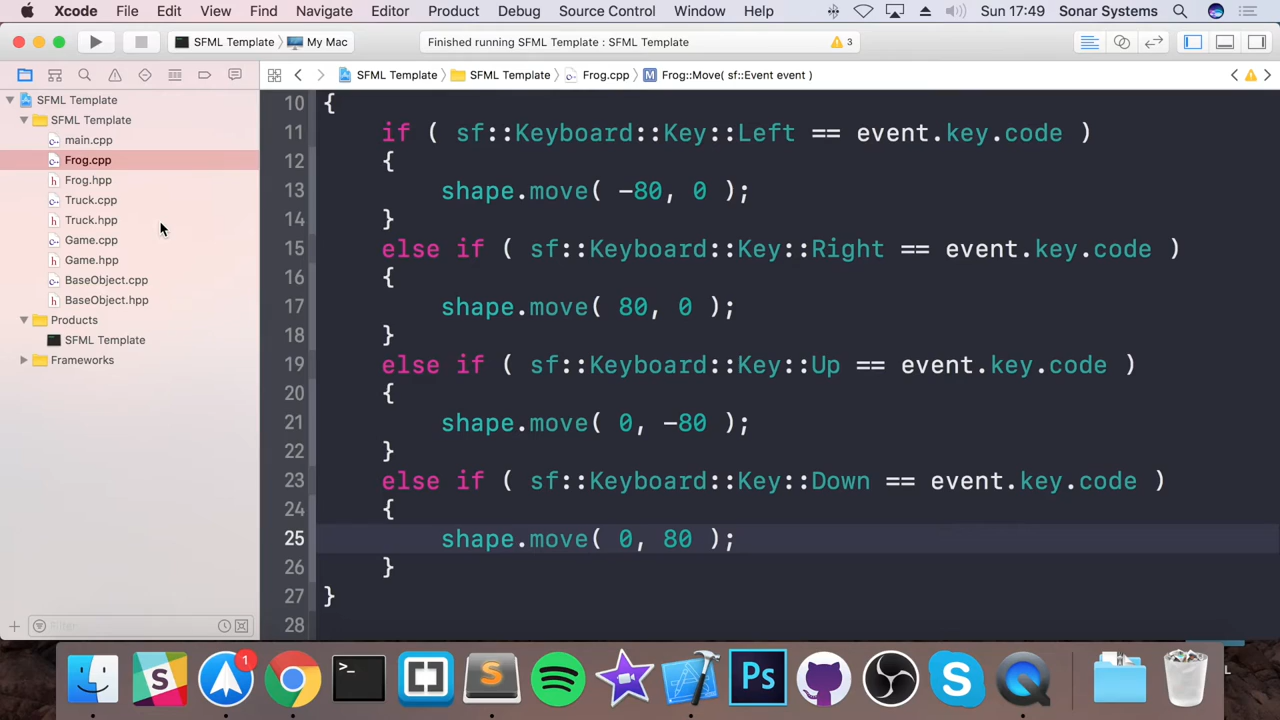 Xcode File Edit View Find Navigate Editor Product Debug Source Control Window Help Sun 17:49 Sonar Systems
SFML Template My Mac Finished running SFML Template : SFML Template 3
SFML Template SFML Template Frog.cpp M Frog::Move( sf::Event event )
SFML Template
SFML Template
main.cpp
Frog.cpp
Frog.hpp
Truck.cpp
Truck.hpp
Game.cpp
Game.hpp
BaseObject.cpp
BaseObject.hpp
Products
SFML Template
Frameworks
10 {
11 if ( sf::Keyboard::Key::Left == event.key.code )
12 {
13 shape.move( -80, 0 );
14 }
15 else if ( sf::Keyboard::Key::Right == event.key.code )
16 {
17 shape.move( 80, 0 );
18 }
19 else if ( sf::Keyboard::Key::Up == event.key.code )
20 {
21 shape.move( 0, -80 );
22 }
23 else if ( sf::Keyboard::Key::Down == event.key.code )
24 {
25 shape.move( 0, 80 );
26 }
27 }
28
1
>_
S
Ps
S